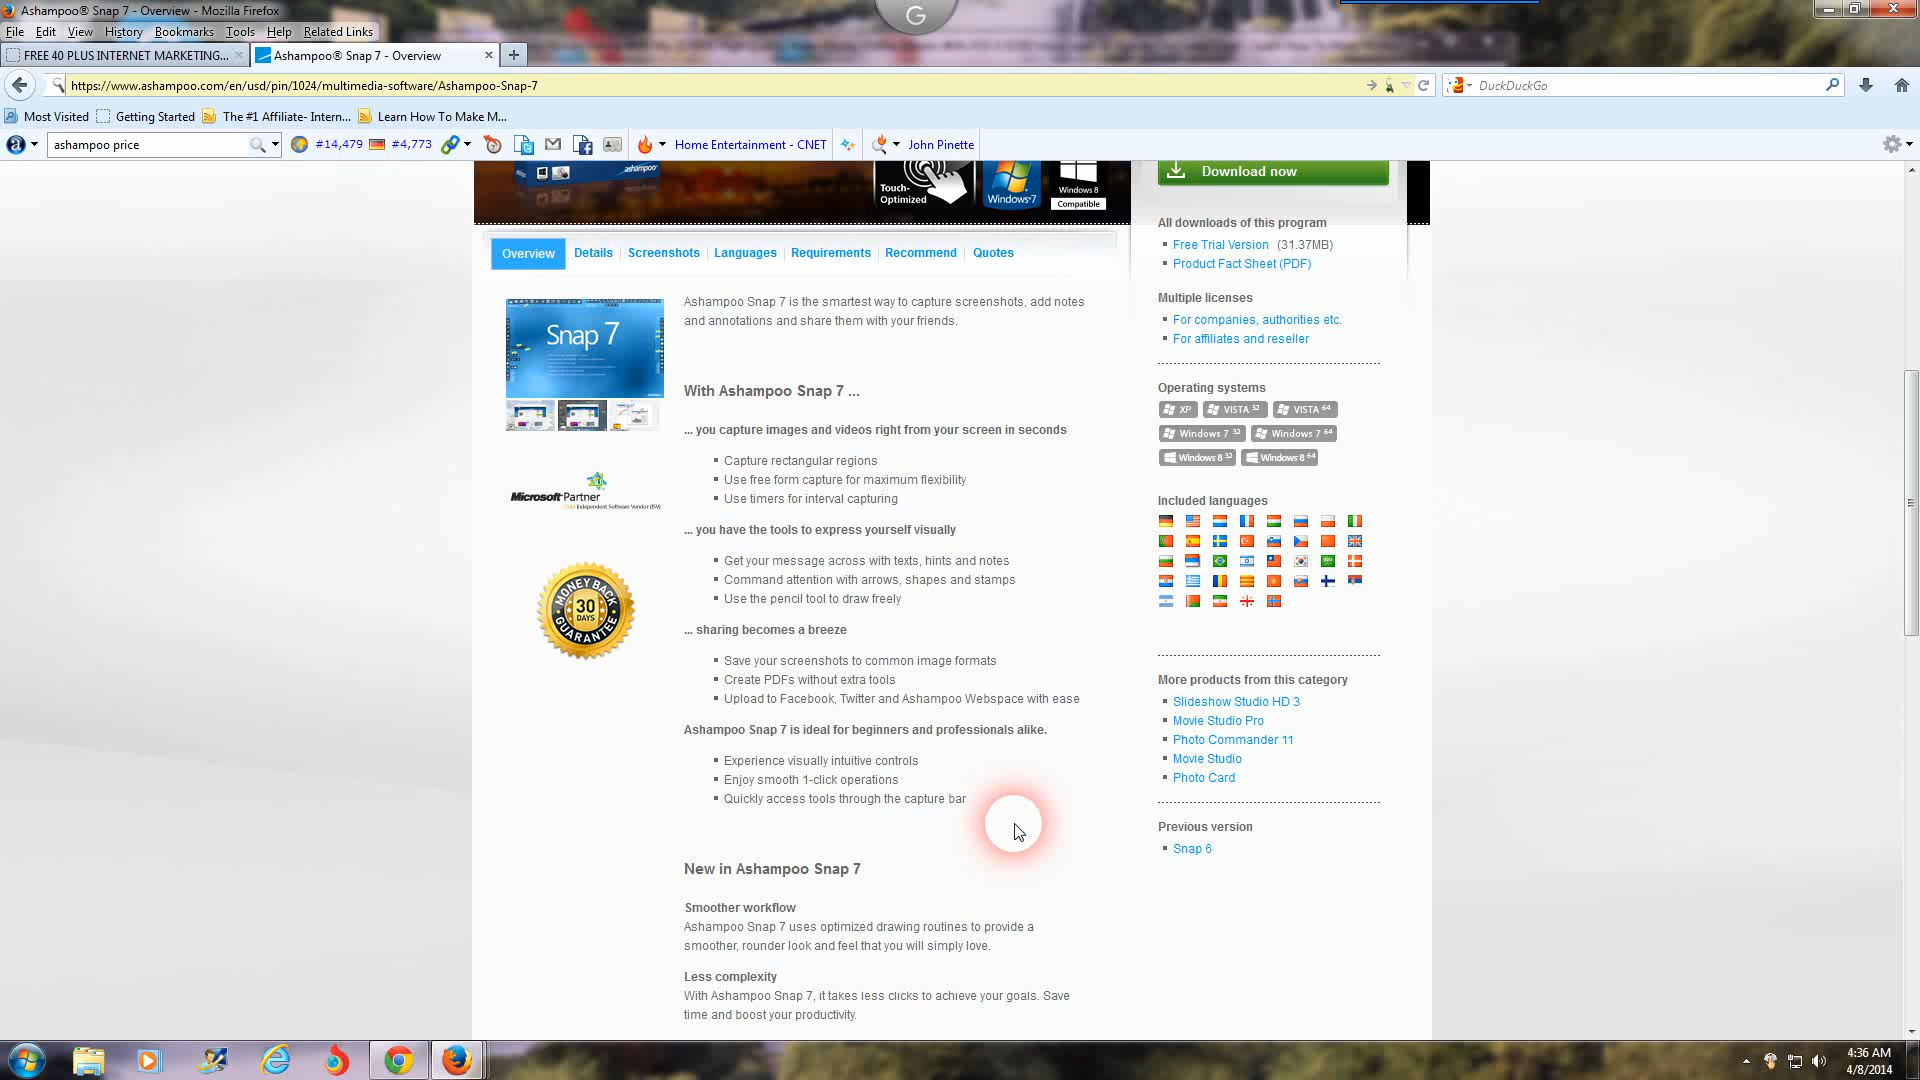 Ashampoo® Snap 7 - Overview - Mozilla Firefox
G
File Edit View History Bookmarks Tools Help Related Links
FREE 40 PLUS INTERNET MARKETING...
Ashampoo® Snap 7 - Overview
https://www.ashampoo.com/en/usd/pin/1024/multimedia-software/Ashampoo-Snap-7
DuckDuckGo
Most Visited
Getting Started
The #1 Affiliate- Intern...
Learn How To Make M...
ashampoo price
#14,479
#4,773
Home Entertainment - CNET
John Pinette
ashampoo
Touch-
Optimized
Windows 7
Windows 8
Compatible
Download now
Overview
Details
Screenshots
Languages
Requirements
Recommend
Quotes
Snap 7
Microsoft Partner
Gold Independent Software Vendor (ISV)
MONEY BACK
30
DAYS
GUARANTEE
Ashampoo Snap 7 is the smartest way to capture screenshots, add notes
and annotations and share them with your friends.
With Ashampoo Snap 7 ...
... you capture images and videos right from your screen in seconds
Capture rectangular regions
Use free form capture for maximum flexibility
Use timers for interval capturing
... you have the tools to express yourself visually
Get your message across with texts, hints and notes
Command attention with arrows, shapes and stamps
Use the pencil tool to draw freely
... sharing becomes a breeze
Save your screenshots to common image formats
Create PDFs without extra tools
Upload to Facebook, Twitter and Ashampoo Webspace with ease
Ashampoo Snap 7 is ideal for beginners and professionals alike.
Experience visually intuitive controls
Enjoy smooth 1-click operations
Quickly access tools through the capture bar
New in Ashampoo Snap 7
Smoother workflow
Ashampoo Snap 7 uses optimized drawing routines to provide a
smoother, rounder look and feel that you will simply love.
Less complexity
With Ashampoo Snap 7, it takes less clicks to achieve your goals. Save
time and boost your productivity.
All downloads of this program
Free Trial Version (31.37MB)
Product Fact Sheet (PDF)
Multiple licenses
For companies, authorities etc.
For affiliates and reseller
Operating systems
XP VISTA 32 VISTA 64
Windows 7 32 Windows 7 64
Windows 8 32 Windows 8 64
Included languages
More products from this category
Slideshow Studio HD 3
Movie Studio Pro
Photo Commander 11
Movie Studio
Photo Card
Previous version
Snap 6
4:36 AM
4/8/2014